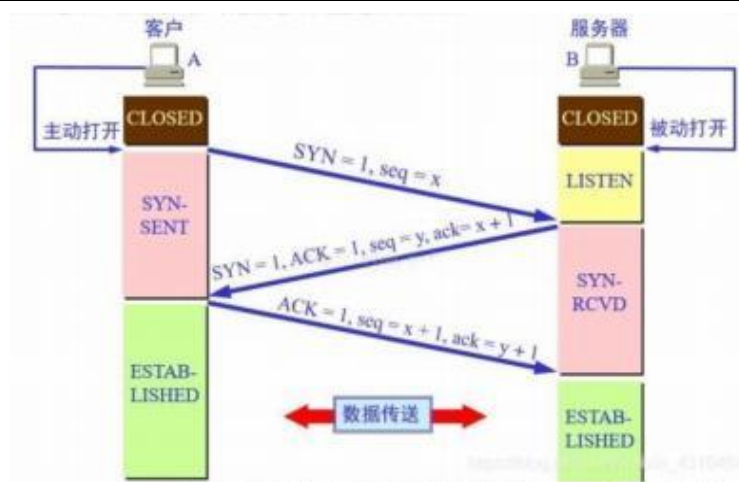 客户
服务器
A
B
CLOSED
CLOSED
主动打开
被动打开
SYN = 1, seq = x
LISTEN
SYN-
SENT
SYN = 1, ACK = 1, seq = y, ack= x + 1
SYN-
RCVD
ACK = 1, seq = x + 1, ack = y + 1
ESTAB-
LISHED
数据传送
ESTAB-
LISHED